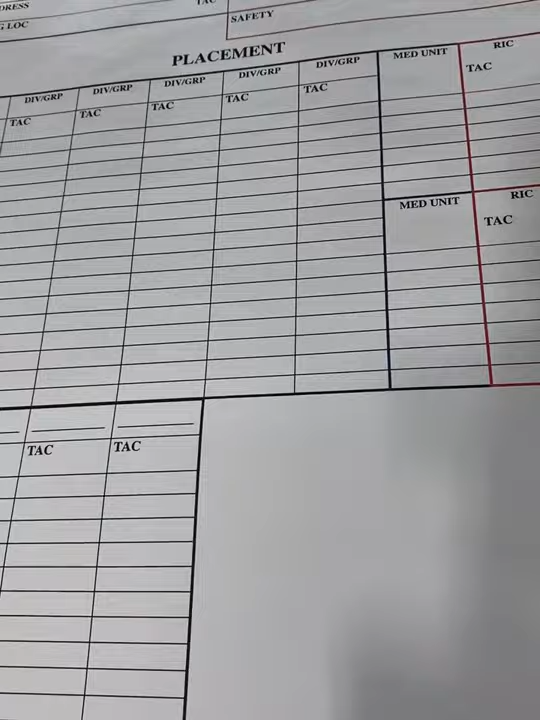 DRESS
TAC
G LOC
SAFETY
PLACEMENT
DIV/GRP DIV/GRP DIV/GRP DIV/GRP DIV/GRP MED UNIT RIC
TAC TAC TAC TAC TAC TAC
MED UNIT RIC
TAC
TAC TAC